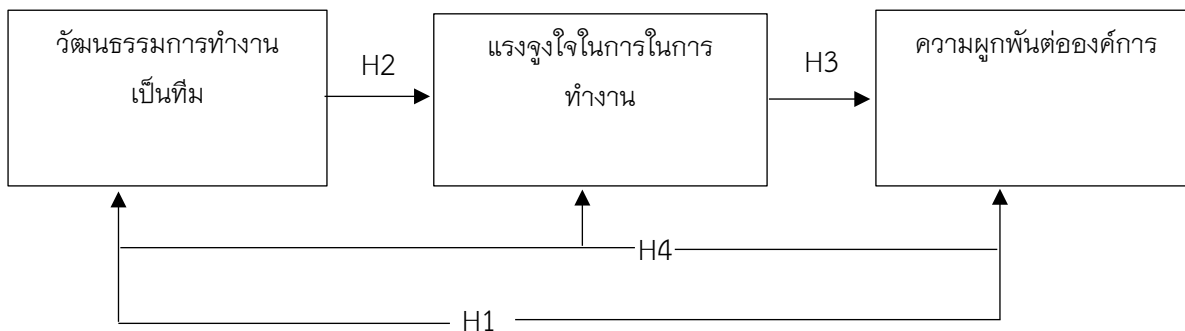 วัฒนธรรมการทำงาน
เป็นทีม
H2
แรงจูงใจในการในการ
ทำงาน
H3
ความผูกพันต่อองค์การ
H4
H1